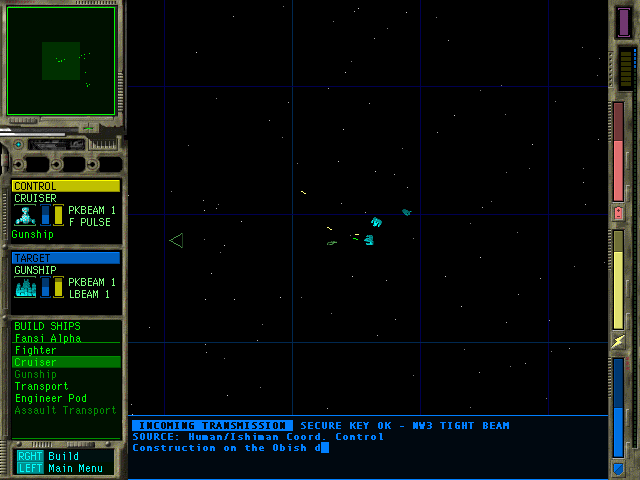 CONTROL
CRUISER
PKBEAM 1
F PULSE
Gunship
TARGET
GUNSHIP
PKBEAM 1
LBEAM 1
BUILD SHIPS
Fansi Alpha
Fighter
Cruiser
Gunship
Transport
Engineer Pod
Assault Transport
RGHT Build
LEFT Main Menu
INCOMING TRANSMISSION SECURE KEY OK - NW3 TIGHT BEAM
SOURCE: Human/Ishiman Coord. Control
Construction on the Obish d